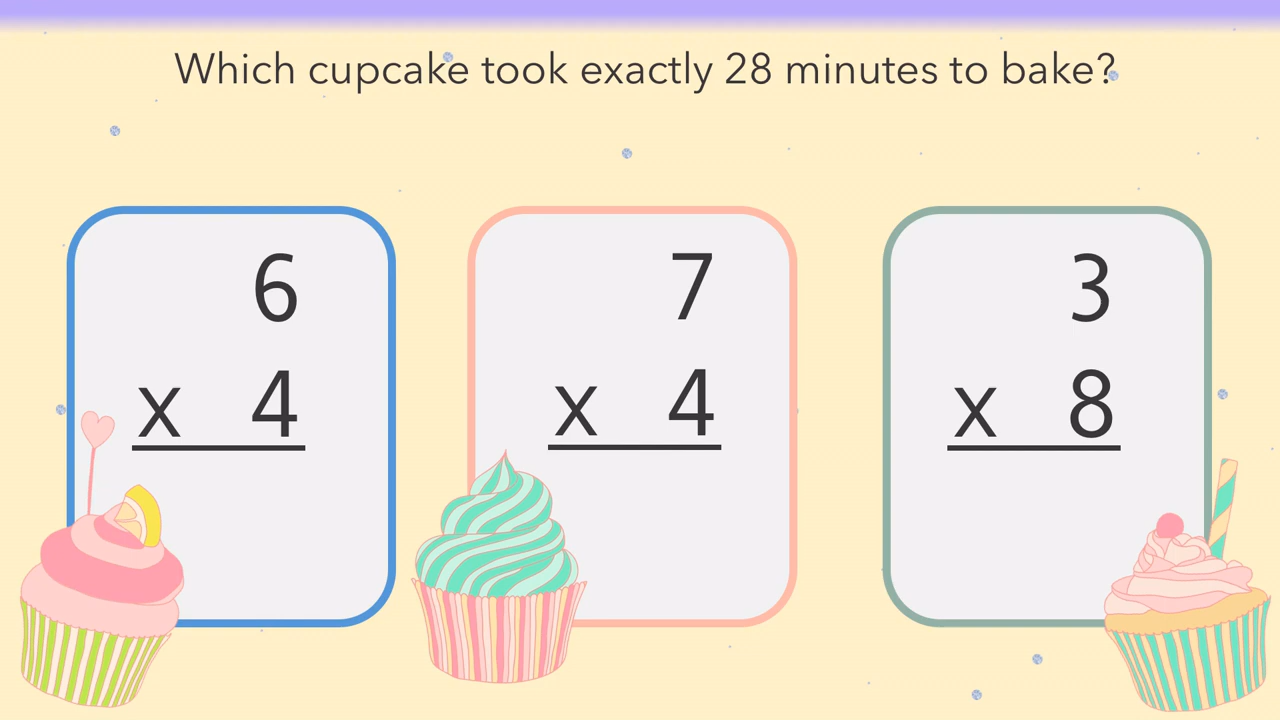 Which cupcake took exactly 28 minutes to bake?
6
x 4
7
x 4
3
x 8